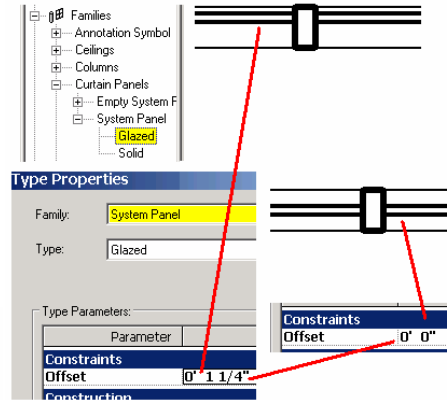 Families
Annotation Symbol
Ceilings
Columns
Curtain Panels
Empty System F
System Panel
Glazed
Solid
Type Properties
Family:
System Panel
Type:
Glazed
Type Parameters:
Parameter
Constraints
Offset
0' 1 1/4"
Construction
Constraints
Offset
0' 0"